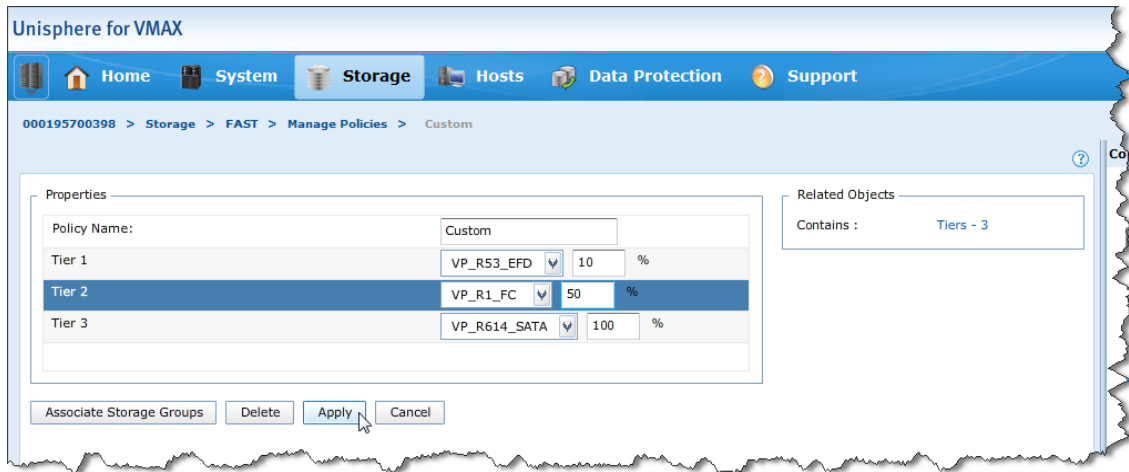 Unisphere for VMAX
Home System Storage Hosts Data Protection ? Support
000195700398 > Storage > FAST > Manage Policies > Custom
?
Co
Properties
Related Objects
Policy Name: Custom
Contains : Tiers - 3
Tier 1 VP_R53_EFD 10 %
Tier 2 VP_R1_FC 50 %
Tier 3 VP_R614_SATA 100 %
Associate Storage Groups Delete Apply Cancel